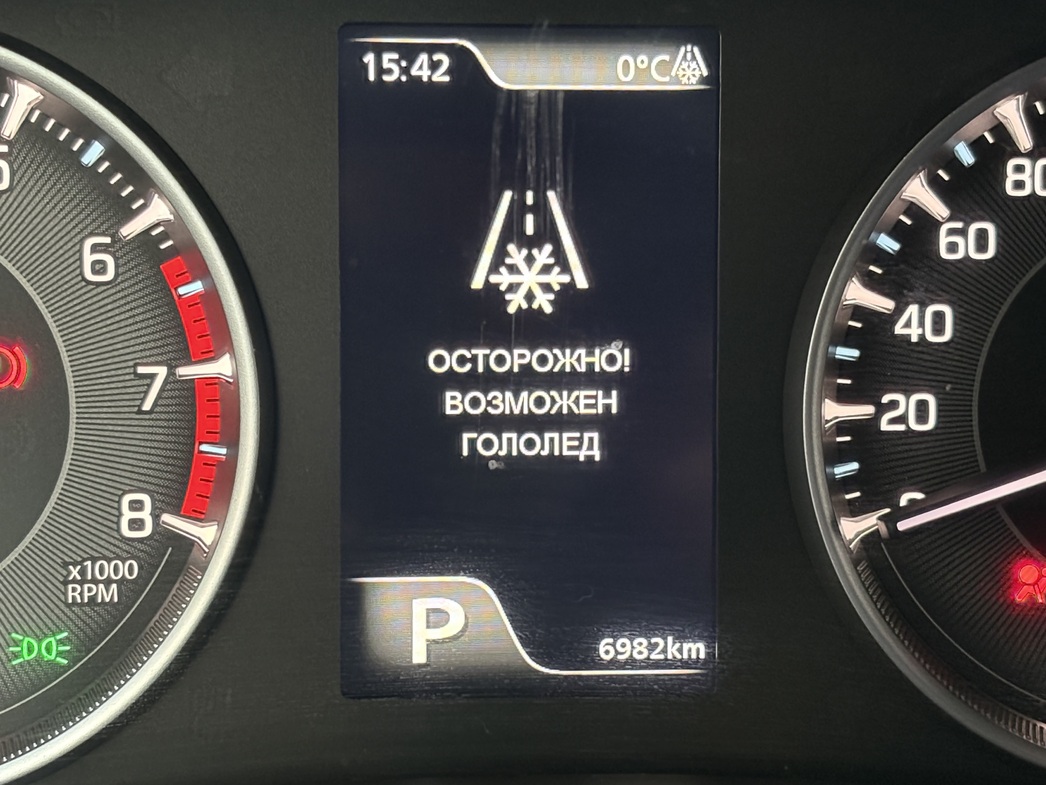 15:42 0°C
ОСТОРОЖНО!
ВОЗМОЖЕН
ГОЛОЛЕД
P
6982km
6
7
8
x1000
RPM
80
60
40
20